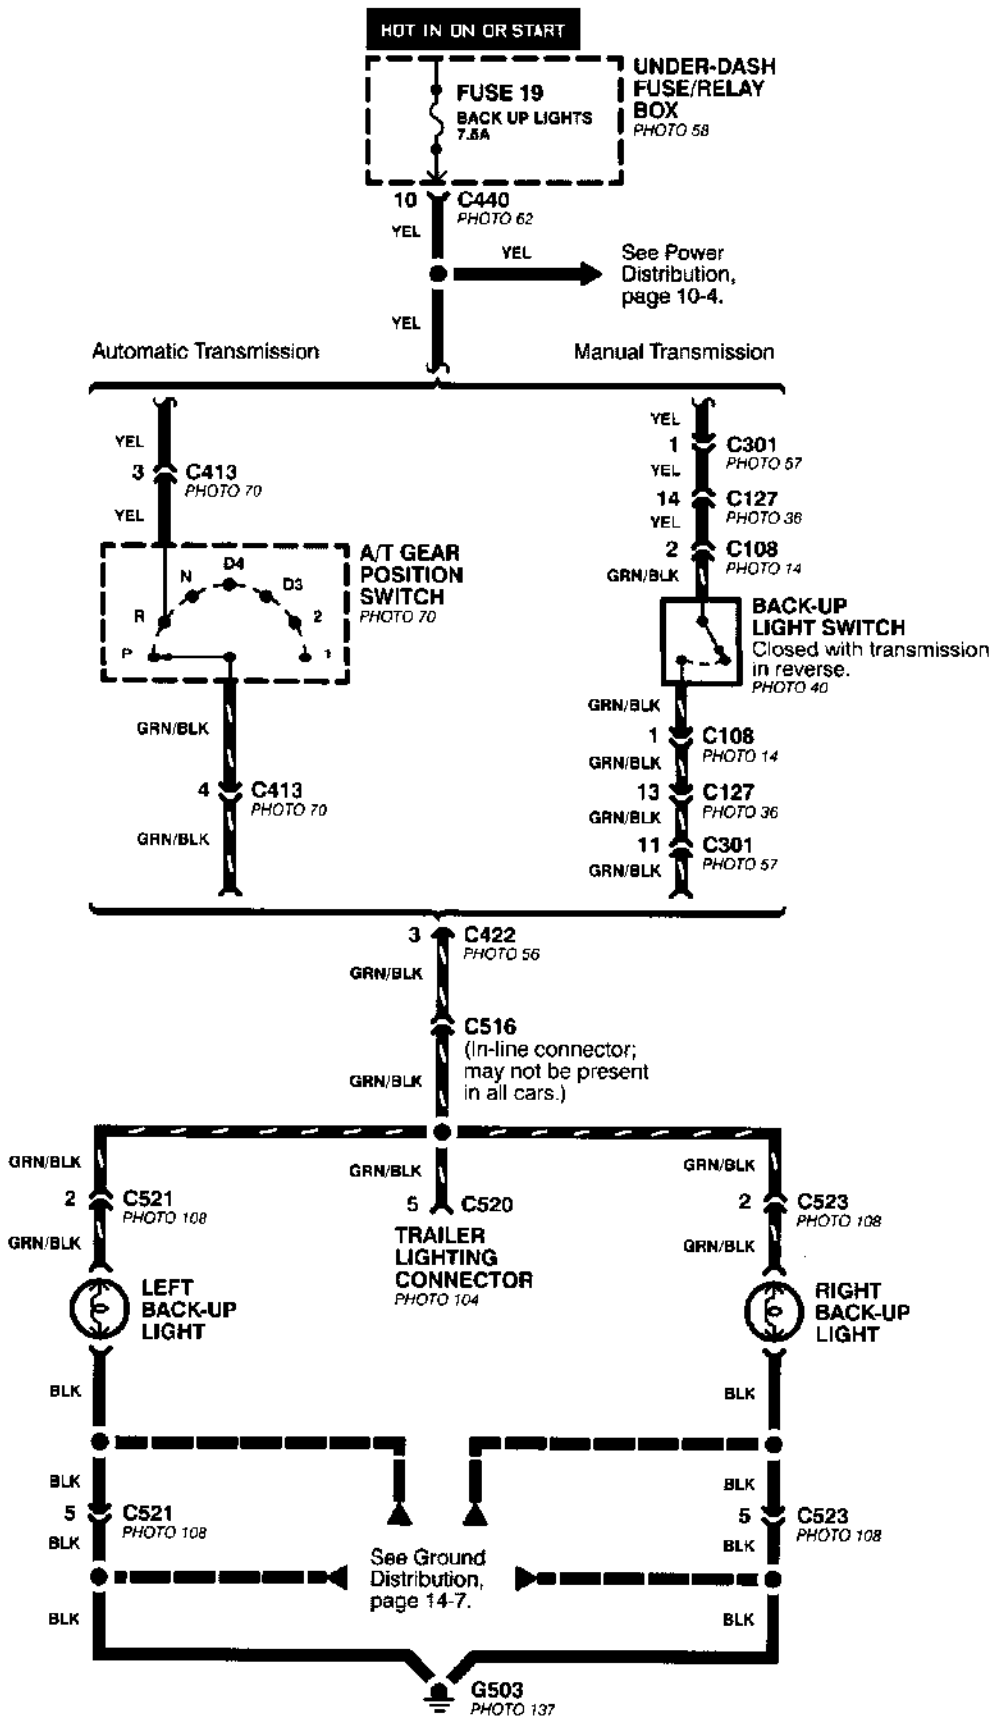 HOT IN ON OR START
UNDER-DASH
FUSE/RELAY
BOX
PHOTO 58
FUSE 19
BACK UP LIGHTS
7.5A
10
C440
PHOTO 62
YEL
YEL
See Power
Distribution,
page 10-4.
YEL
Automatic Transmission
Manual Transmission
YEL
3
C413
PHOTO 70
YEL
A/T GEAR
POSITION
SWITCH
PHOTO 70
P
R
N
D4
D3
2
1
GRN/BLK
4
C413
PHOTO 70
GRN/BLK
YEL
1
C301
PHOTO 57
YEL
14
C127
PHOTO 36
YEL
2
C108
PHOTO 14
GRN/BLK
BACK-UP
LIGHT SWITCH
Closed with transmission
in reverse.
PHOTO 40
GRN/BLK
1
C108
PHOTO 14
GRN/BLK
13
C127
PHOTO 36
GRN/BLK
11
C301
PHOTO 57
GRN/BLK
3
C422
PHOTO 56
GRN/BLK
C516
(In-line connector;
may not be present
in all cars.)
GRN/BLK
GRN/BLK
2
C521
PHOTO 108
GRN/BLK
LEFT
BACK-UP
LIGHT
GRN/BLK
5
C520
TRAILER
LIGHTING
CONNECTOR
PHOTO 104
GRN/BLK
2
C523
PHOTO 108
GRN/BLK
RIGHT
BACK-UP
LIGHT
BLK
BLK
BLK
BLK
5
C521
PHOTO 108
5
C523
PHOTO 108
BLK
BLK
See Ground
Distribution,
page 14-7.
BLK
BLK
G503
PHOTO 137